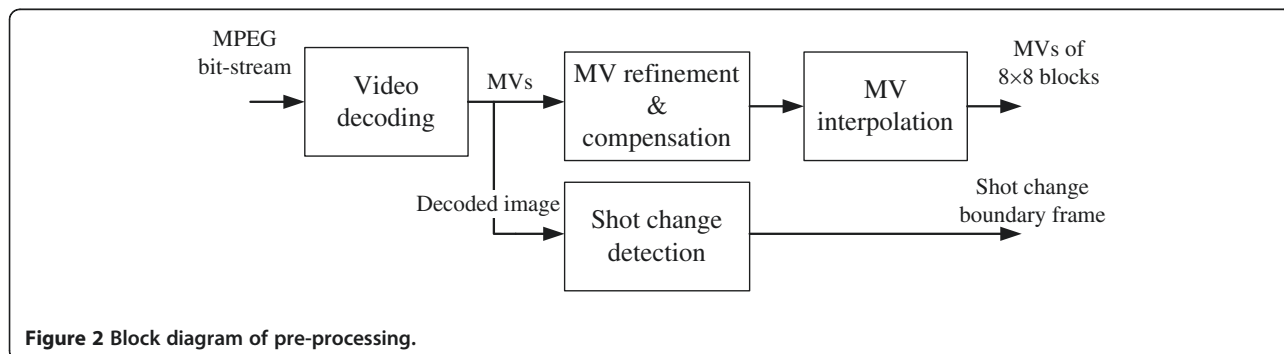 MPEG
bit-stream
Video
decoding
MVs
MV refinement
&
compensation
MV
interpolation
MVs of
8×8 blocks
Decoded image
Shot change
detection
Shot change
boundary frame
Figure 2 Block diagram of pre-processing.